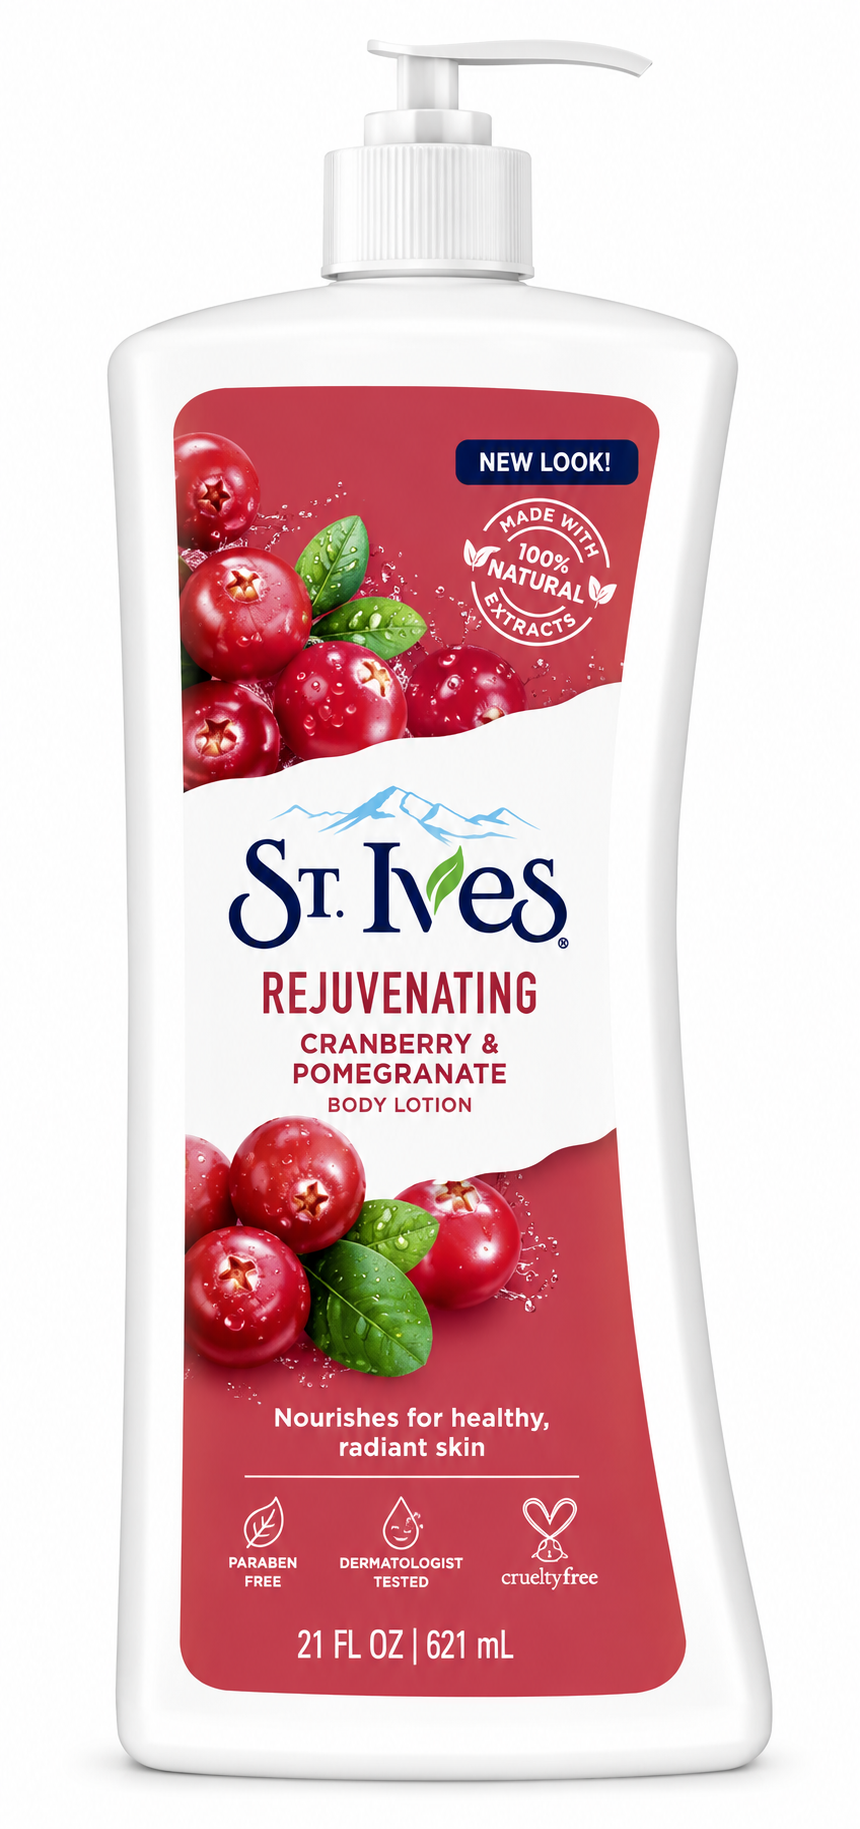 NEW LOOK!
MADE WITH
100%
NATURAL
EXTRACTS
ST. IVES®
REJUVENATING
CRANBERRY &
POMEGRANATE
BODY LOTION
Nourishes for healthy,
radiant skin
PARABEN
FREE
DERMATOLOGIST
TESTED
crueltyfree
21 FL OZ | 621 mL